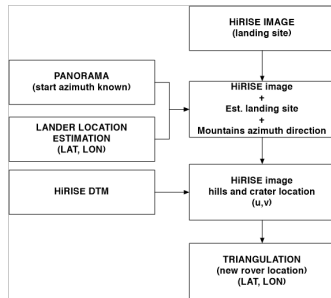 HiRISE IMAGE
(landing site)
PANORAMA
(start azimuth known)
LANDER LOCATION
ESTIMATION
(LAT, LON)
HiRISE image
+
Est. landing site
+
Mountains azimuth direction
HiRISE DTM
HiRISE image
hills and crater location
(u,v)
TRIANGULATION
(new rover location)
(LAT, LON)